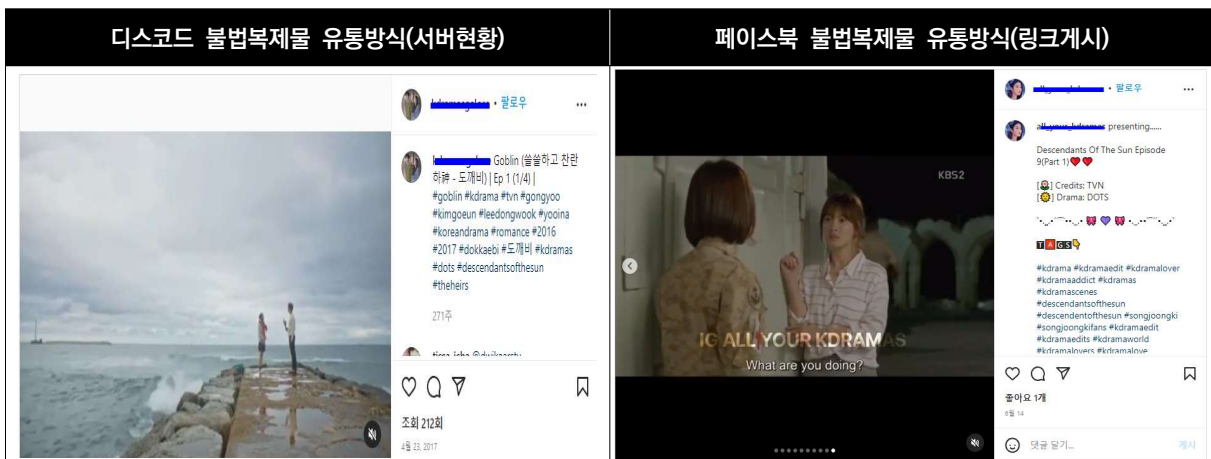 디스코드 불법복제물 유통방식(서버현황)
페이스북 불법복제물 유통방식(링크게시)
• 팔로우
Goblin (쓸쓸하고 찬란
하神 - 도깨비) | Ep 1 (1/4) |
#goblin #kdrama #tvn #gongyoo
#kimgoeun #leedongwook #yooina
#koreandrama #romance #2016
#2017 #dokkaebi #도깨비 #kdramas
#dots #descendantsofthesun
#theheirs
271주
조회 212회
4월 23, 2017
KBS2
IG ALL YOUR KDRAMAS
What are you doing?
• 팔로우
presenting......
Descendants Of The Sun Episode
9(Part 1)
[ ] Credits: TVN
[ ] Drama: DOTS
TAGS
#kdrama #kdramaedit #kdramalover
#kdramaaddict #kdramas
#kdramascenes
#descendantsofthesun
#descendentofthesun #songjoongki
#songjoongkifans #kdramaedit
#kdramaedits #kdramaworld
#kdramalovers #kdramalove
좋아요 1개
6월 14
댓글 달기...
게시